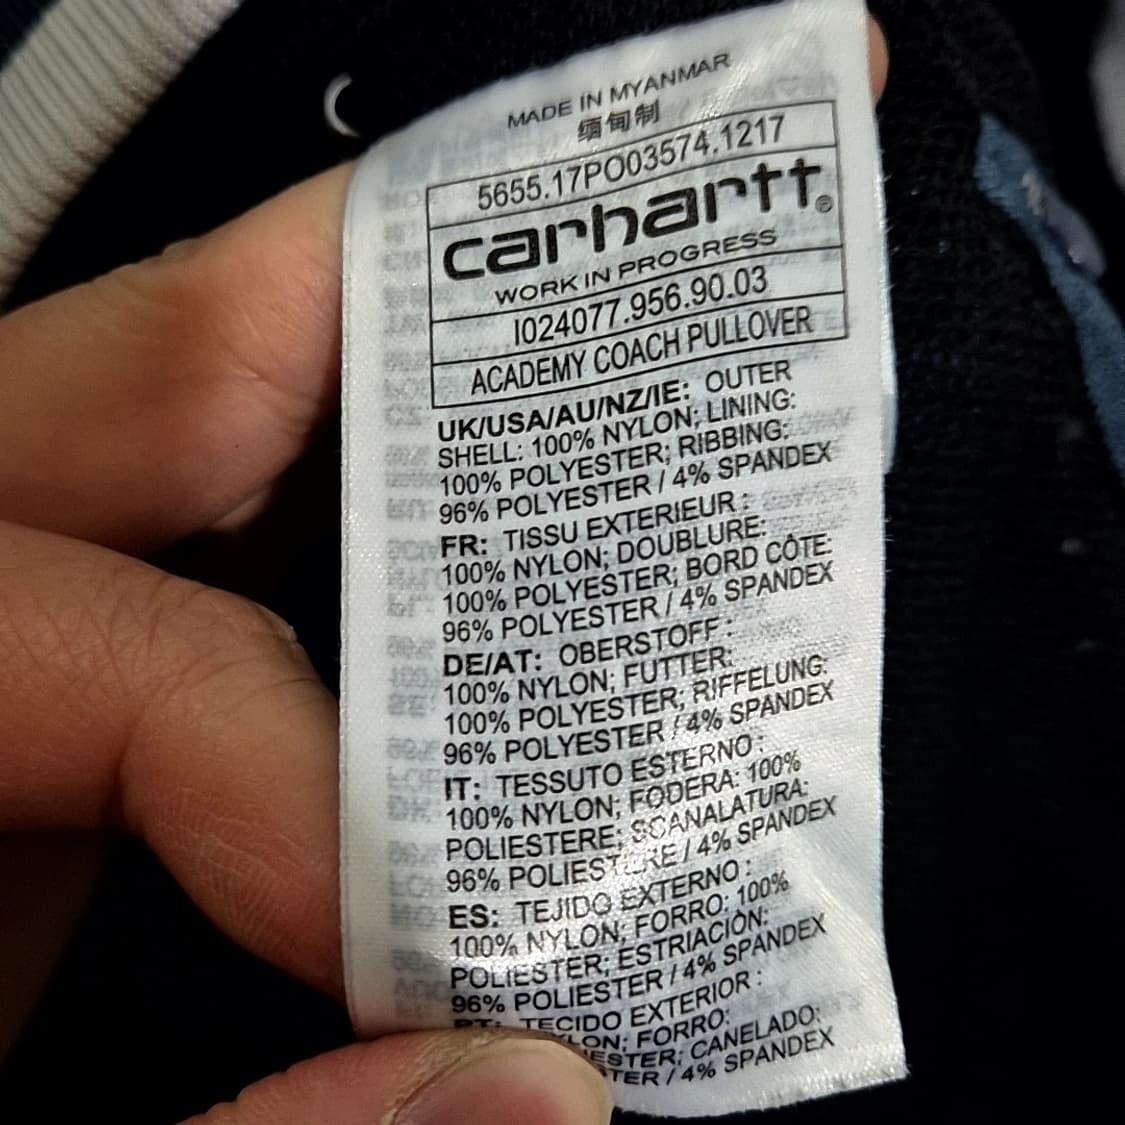 MADE IN MYANMAR
缅甸制
5655.17PO03574.1217
carhartt®
WORK IN PROGRESS
I024077.956.90.03
ACADEMY COACH PULLOVER
UK/USA/AU/NZ/IE: OUTER
SHELL: 100% NYLON; LINING:
100% POLYESTER; RIBBING:
96% POLYESTER / 4% SPANDEX
FR: TISSU EXTERIEUR :
100% NYLON; DOUBLURE:
100% POLYESTER; BORD CÔTE:
96% POLYESTER / 4% SPANDEX
DE/AT: OBERSTOFF :
100% NYLON; FUTTER:
100% POLYESTER; RIFFELUNG:
96% POLYESTER / 4% SPANDEX
IT: TESSUTO ESTERNO :
100% NYLON; FODERA: 100%
POLIESTERE; SCANALATURA:
96% POLIESTERE / 4% SPANDEX
ES: TEJIDO EXTERNO :
100% NYLON; FORRO: 100%
POLIESTER; ESTRIACIÒN:
96% POLIESTER / 4% SPANDEX
PT: TECIDO EXTERIOR :
FORRO:
CANELADO:
/ 4% SPANDEX